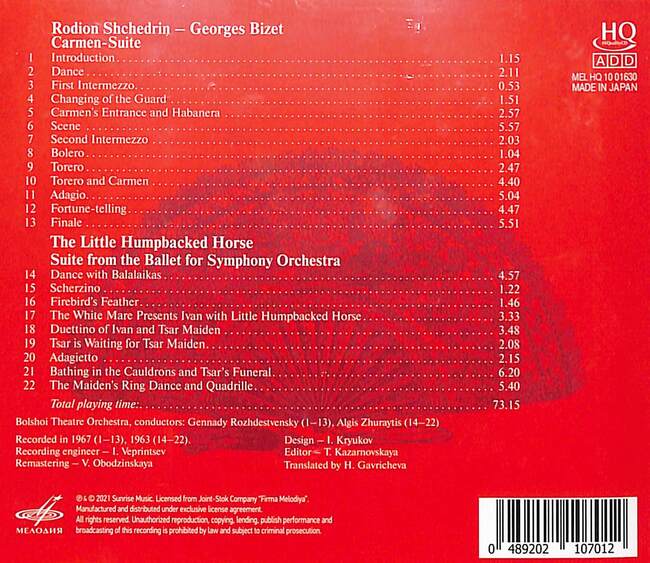 Rodion Shchedrin – Georges Bizet
Carmen-Suite
1 Introduction 1.15
2 Dance 2.11
3 First Intermezzo 0.53
4 Changing of the Guard 1.51
5 Carmen's Entrance and Habanera 2.57
6 Scene 5.57
7 Second Intermezzo 2.03
8 Bolero 1.04
9 Torero 2.47
10 Torero and Carmen 4.40
11 Adagio 5.04
12 Fortune-telling 4.47
13 Finale 5.51
The Little Humpbacked Horse
Suite from the Ballet for Symphony Orchestra
14 Dance with Balalaikas 4.57
15 Scherzino 1.22
16 Firebird's Feather 1.46
17 The White Mare Presents Ivan with Little Humpbacked Horse 3.33
18 Duettino of Ivan and Tsar Maiden 3.48
19 Tsar is Waiting for Tsar Maiden 2.08
20 Adagietto 2.15
21 Bathing in the Cauldrons and Tsar's Funeral 6.20
22 The Maiden's Ring Dance and Quadrille 5.40
Total playing time: 73.15
Bolshoi Theatre Orchestra, conductors: Gennady Rozhdestvensky (1–13), Algis Zhuraytis (14–22)
Recorded in 1967 (1–13), 1963 (14–22).
Recording engineer – I. Veprintsev
Remastering – V. Obodzinskaya
Design – I. Kryukov
Editor – T. Kazarnovskaya
Translated by H. Gavricheva
HQ
HiQualityCD
ADD
MEL HQ 10 01630
MADE IN JAPAN
МЕЛОДИЯ
℗ & © 2021 Sunrise Music. Licensed from Joint-Stok Company "Firma Melodiya".
Manufactured and distributed under exclusive license agreement.
All rights reserved. Unauthorized reproduction, copying, lending, publish performance and
broadcasting of this recording is prohibited by law and subject to criminal prosecution.
0 489202 107012